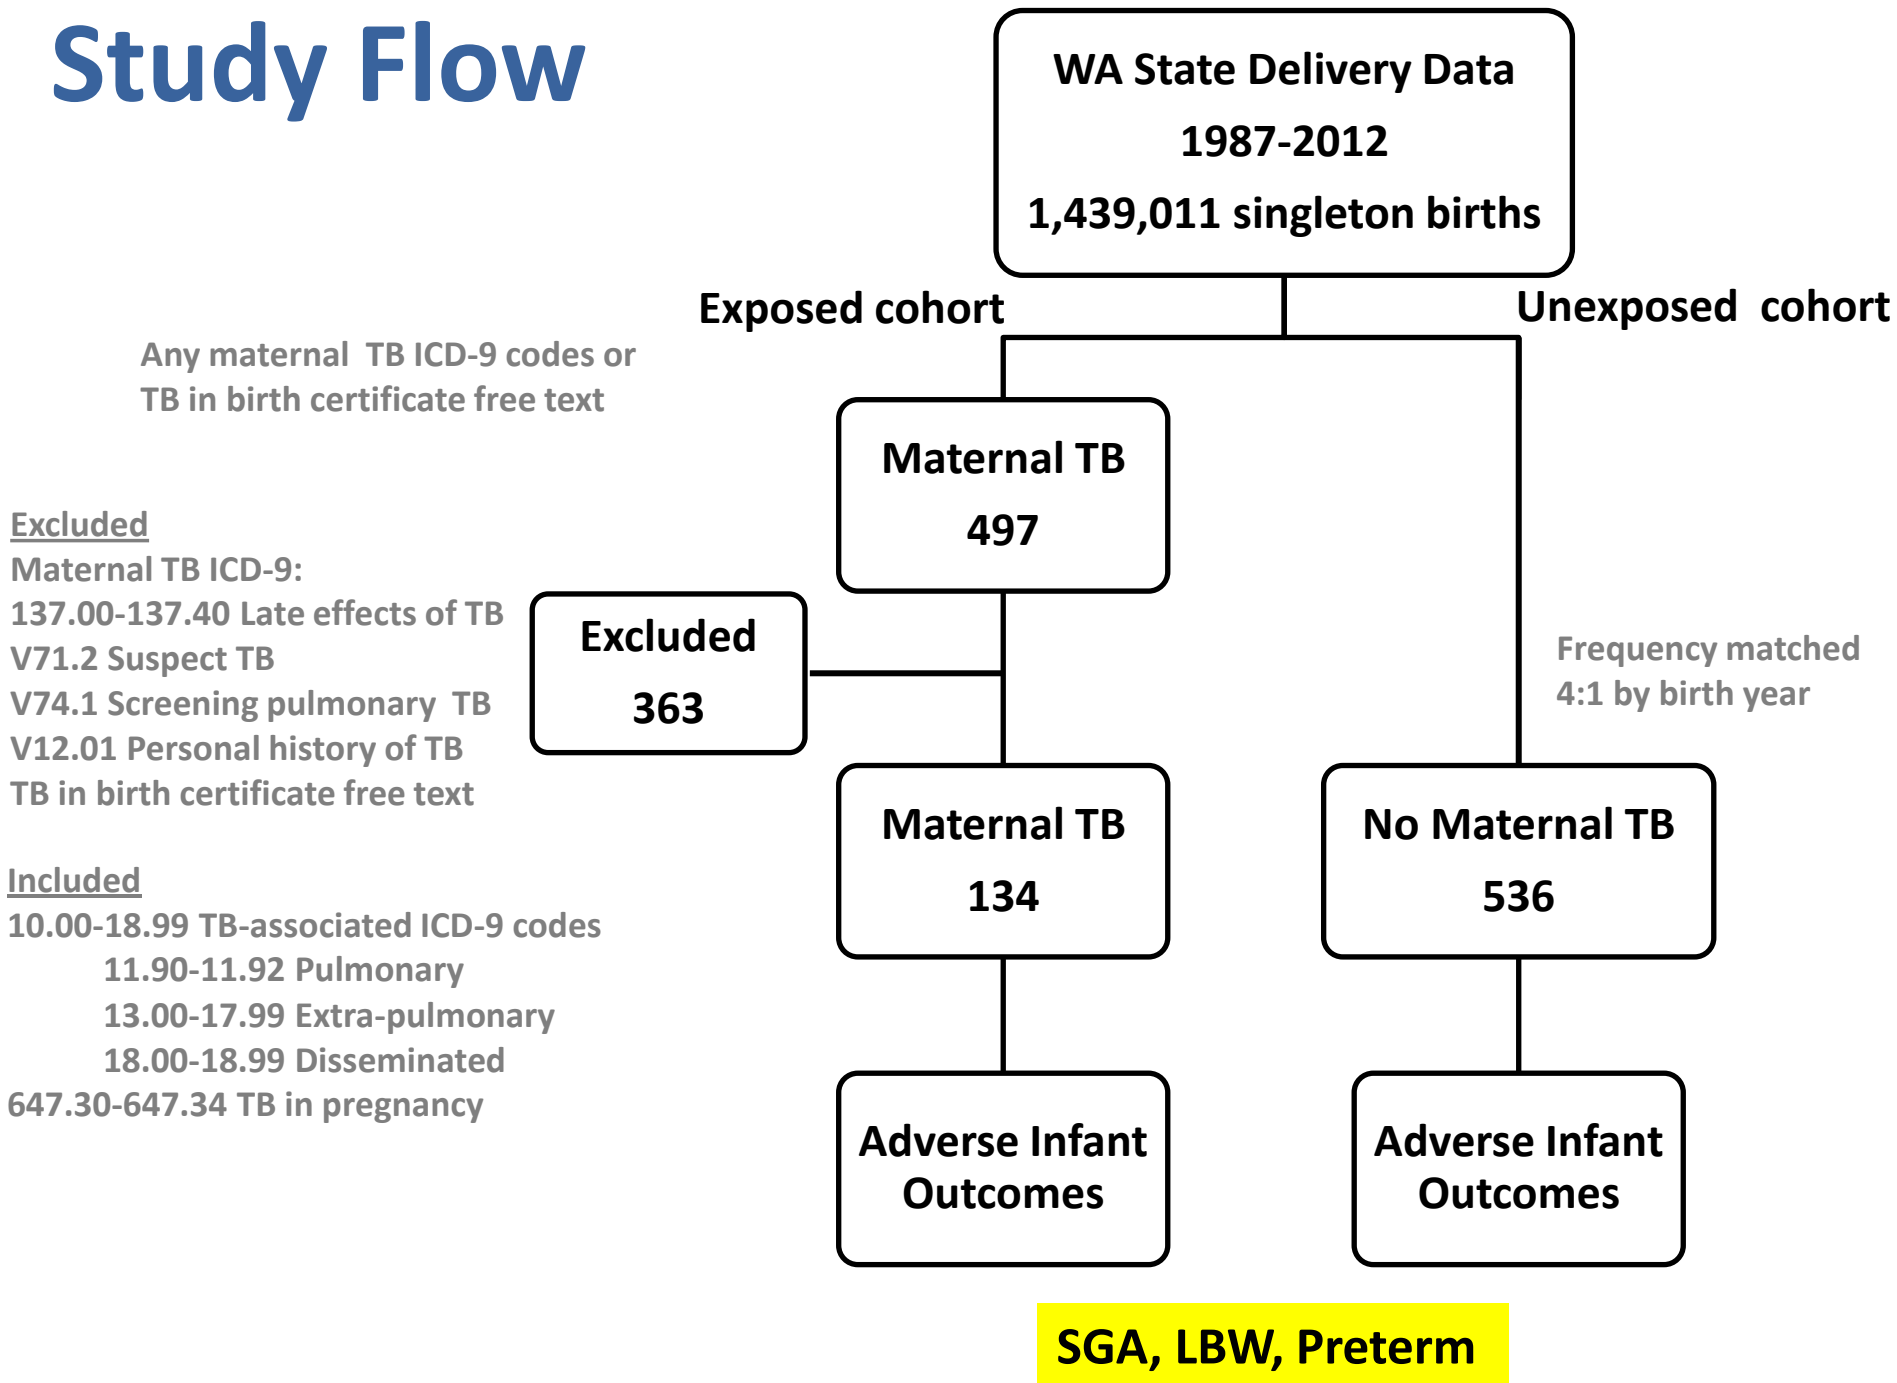 Study Flow
WA State Delivery Data
1987-2012
1,439,011 singleton births
Exposed cohort
Unexposed cohort
Any maternal TB ICD-9 codes or
TB in birth certificate free text
Maternal TB
497
Excluded
Maternal TB ICD-9:
137.00-137.40 Late effects of TB
V71.2 Suspect TB
V74.1 Screening pulmonary TB
V12.01 Personal history of TB
TB in birth certificate free text
Excluded
363
Frequency matched
4:1 by birth year
Maternal TB
134
No Maternal TB
536
Included
10.00-18.99 TB-associated ICD-9 codes
11.90-11.92 Pulmonary
13.00-17.99 Extra-pulmonary
18.00-18.99 Disseminated
647.30-647.34 TB in pregnancy
Adverse Infant
Outcomes
Adverse Infant
Outcomes
SGA, LBW, Preterm